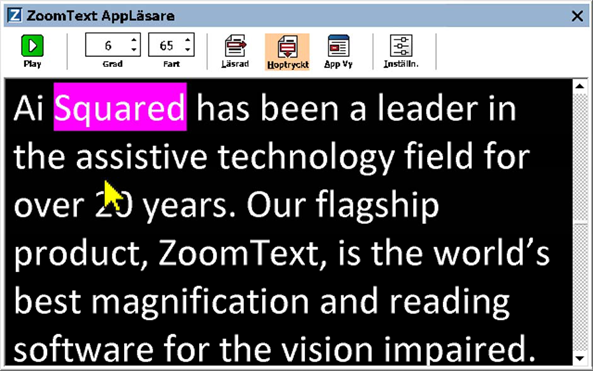 ZoomText AppLäsare
6 65
Play Grad Fart Läsrad Hoptryckt App Vy Inställn.
Ai Squared has been a leader in
the assistive technology field for
over 20 years. Our flagship
product, ZoomText, is the world’s
best magnification and reading
software for the vision impaired.